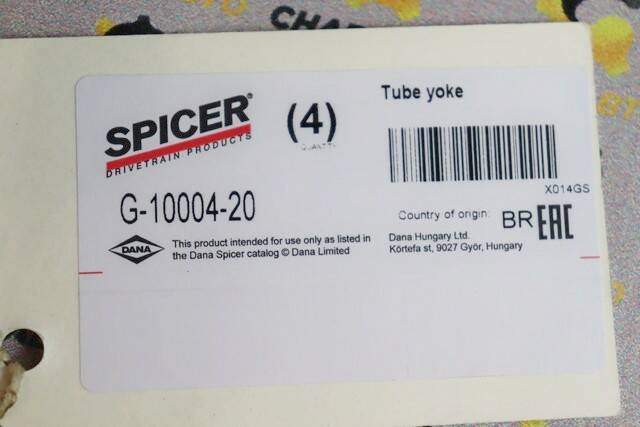 SPICER®
DRIVETRAIN PRODUCTS
(4)
QUANTITY
G-10004-20
DANA
This product intended for use only as listed in
the Dana Spicer catalog © Dana Limited
Tube yoke
X014GS
Country of origin: BR
EAC
Dana Hungary Ltd.
Körtefa st, 9027 Győr, Hungary